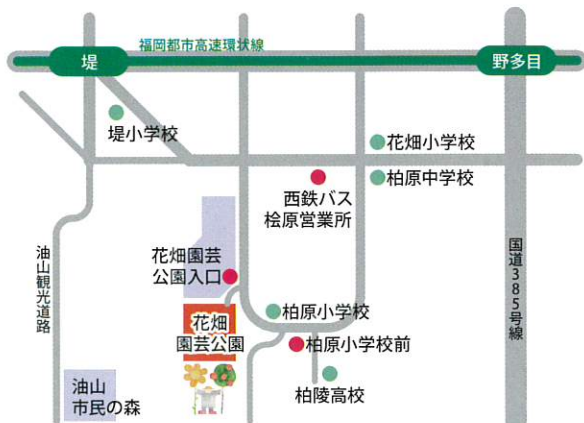 福岡都市高速環状線
堤
野多目
堤小学校
花畑小学校
柏原中学校
西鉄バス
桧原営業所
花畑園芸
公園入口
油山観光道路
国道385号線
柏原小学校
花畑
園芸公園
柏原小学校前
柏陵高校
油山
市民の森